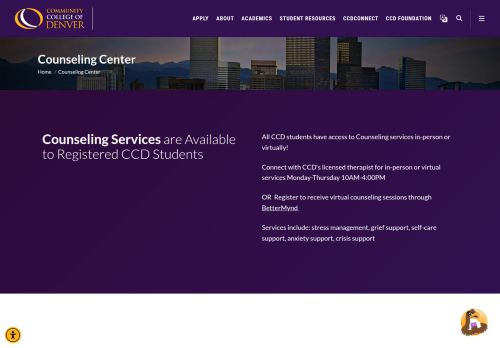 COMMUNITY
COLLEGE OF
DENVER
APPLY ABOUT ACADEMICS STUDENT RESOURCES CCDCONNECT CCD FOUNDATION
Counseling Center
Home / Counseling Center
Counseling Services are Available
to Registered CCD Students
All CCD students have access to Counseling services in-person or
virtually!
Connect with CCD's licensed therapist for in-person or virtual
services Monday-Thursday 10AM-4:00PM
OR Register to receive virtual counseling sessions through
BetterMynd
Services include: stress management, grief support, self-care
support, anxiety support, crisis support